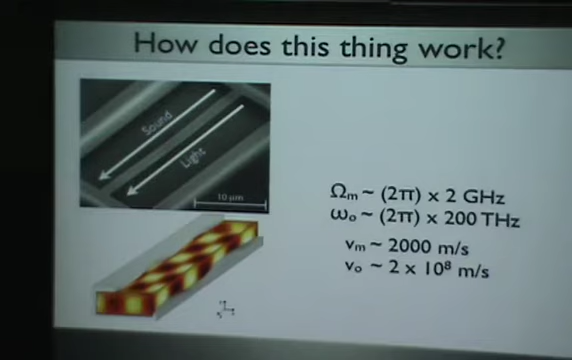 How does this thing work?
Sound
Light
10 μm
Ωm ~ (2π) x 2 GHz
ωo ~ (2π) x 200 THz
vm ~ 2000 m/s
vo ~ 2 x 10⁸ m/s